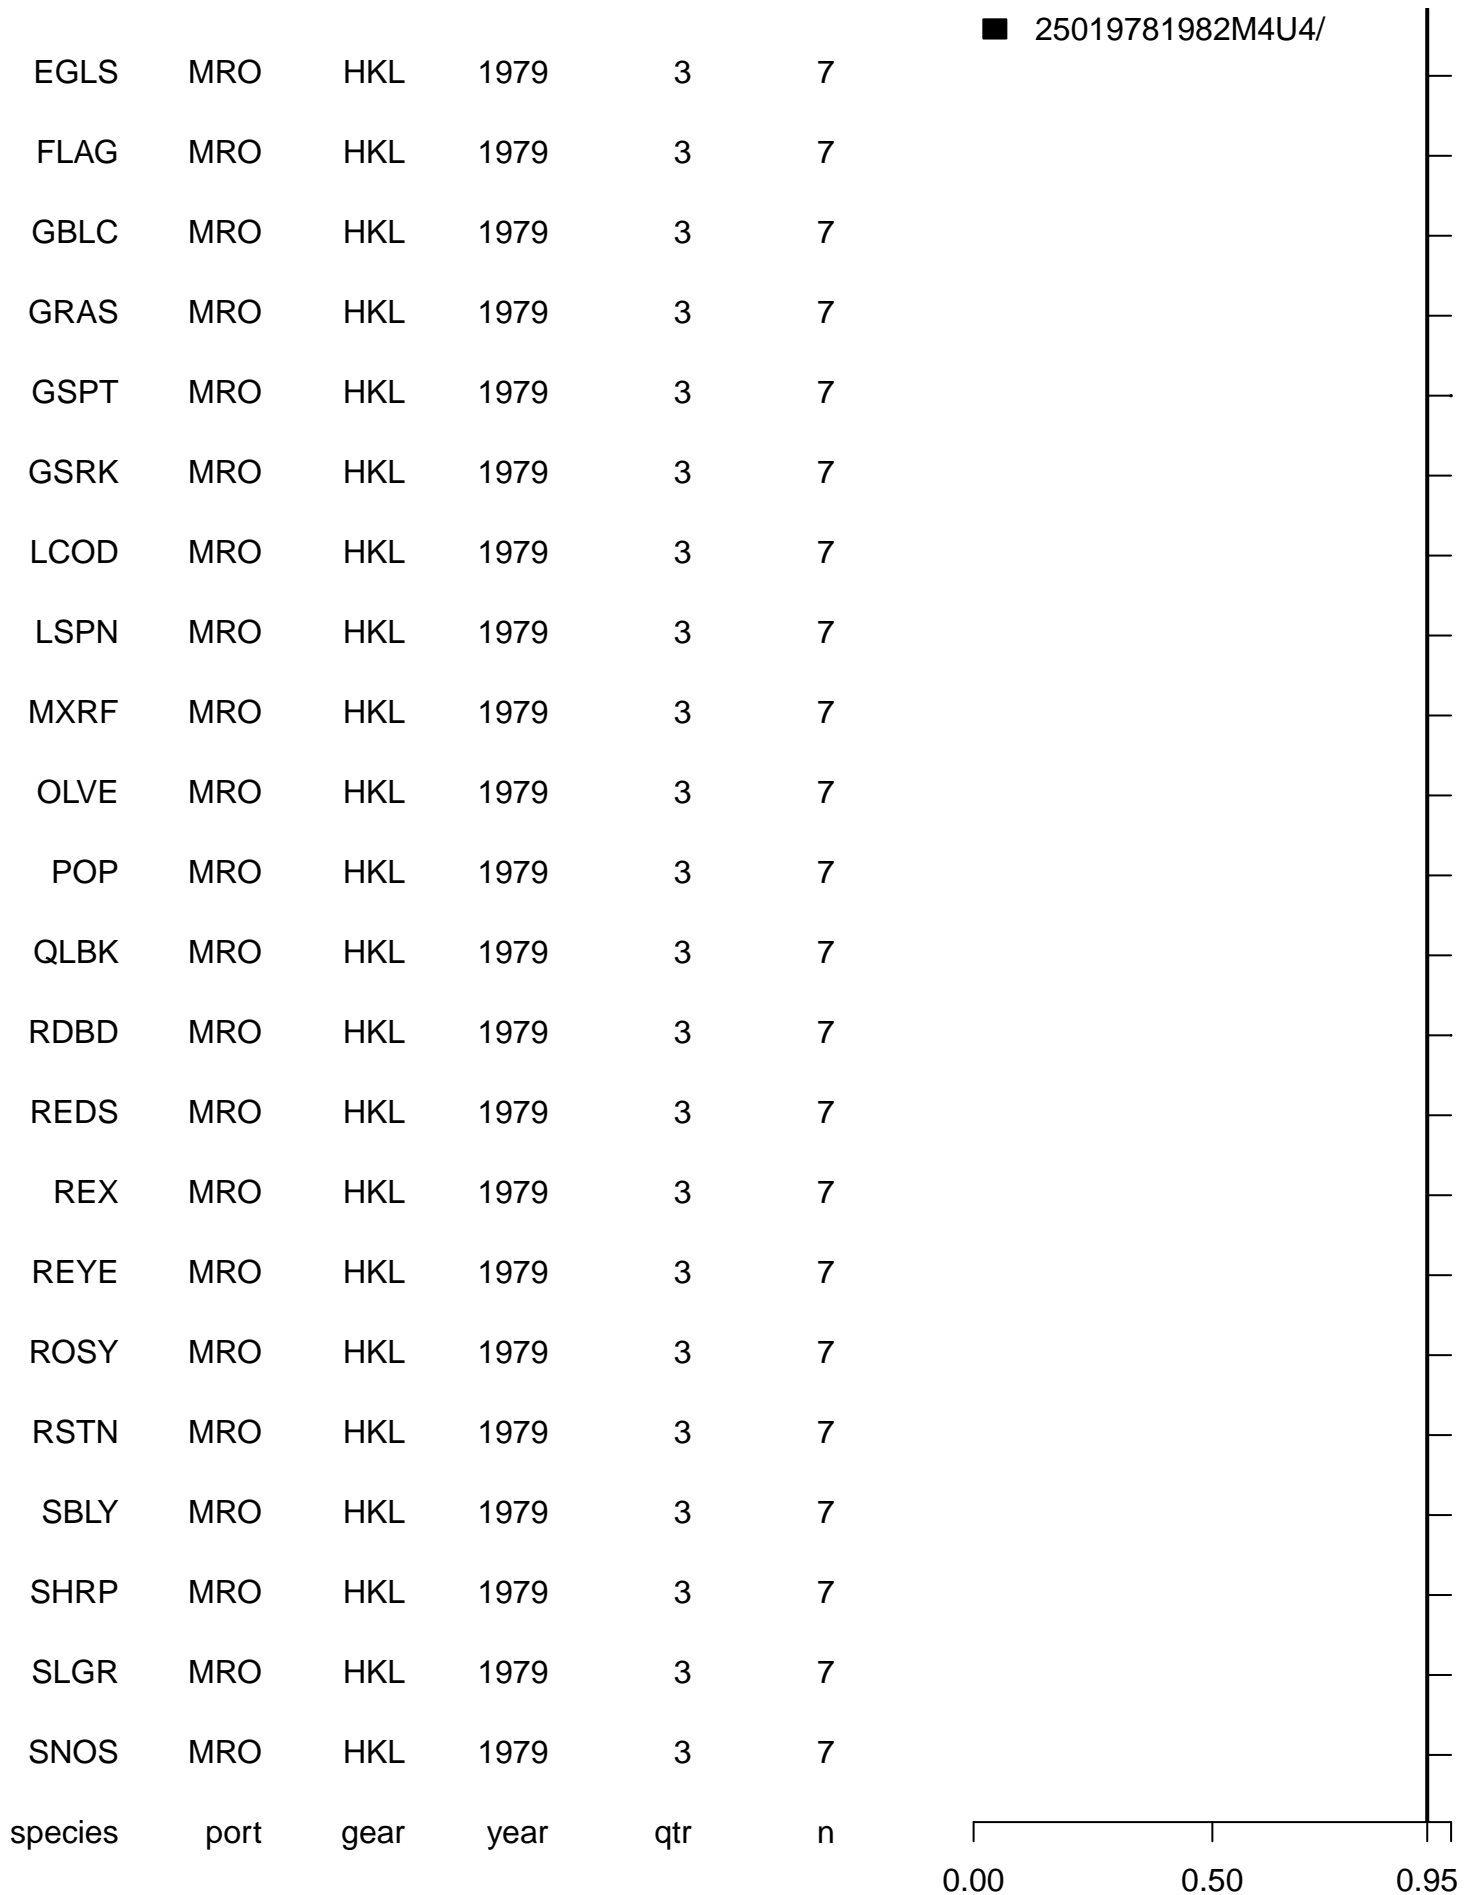 25019781982M4U4/
EGLS MRO HKL 1979 3 7
FLAG MRO HKL 1979 3 7
GBLC MRO HKL 1979 3 7
GRAS MRO HKL 1979 3 7
GSPT MRO HKL 1979 3 7
GSRK MRO HKL 1979 3 7
LCOD MRO HKL 1979 3 7
LSPN MRO HKL 1979 3 7
MXRF MRO HKL 1979 3 7
OLVE MRO HKL 1979 3 7
POP MRO HKL 1979 3 7
QLBK MRO HKL 1979 3 7
RDBD MRO HKL 1979 3 7
REDS MRO HKL 1979 3 7
REX MRO HKL 1979 3 7
REYE MRO HKL 1979 3 7
ROSY MRO HKL 1979 3 7
RSTN MRO HKL 1979 3 7
SBLY MRO HKL 1979 3 7
SHRP MRO HKL 1979 3 7
SLGR MRO HKL 1979 3 7
SNOS MRO HKL 1979 3 7
species port gear year qtr n
0.00 0.50 0.95